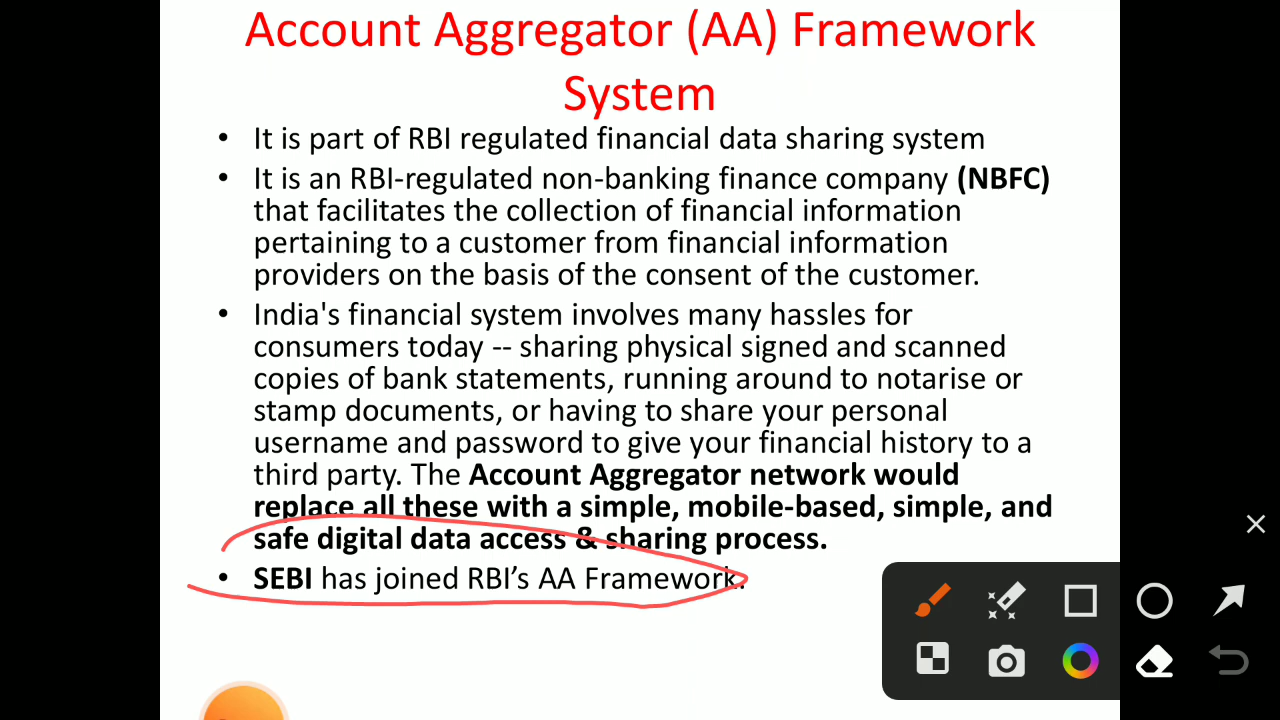 Account Aggregator (AA) Framework
System
• It is part of RBI regulated financial data sharing system
• It is an RBI-regulated non-banking finance company (NBFC)
that facilitates the collection of financial information
pertaining to a customer from financial information
providers on the basis of the consent of the customer.
• India's financial system involves many hassles for
consumers today -- sharing physical signed and scanned
copies of bank statements, running around to notarise or
stamp documents, or having to share your personal
username and password to give your financial history to a
third party. The Account Aggregator network would
replace all these with a simple, mobile-based, simple, and
safe digital data access & sharing process.
• SEBI has joined RBI’s AA Framework.